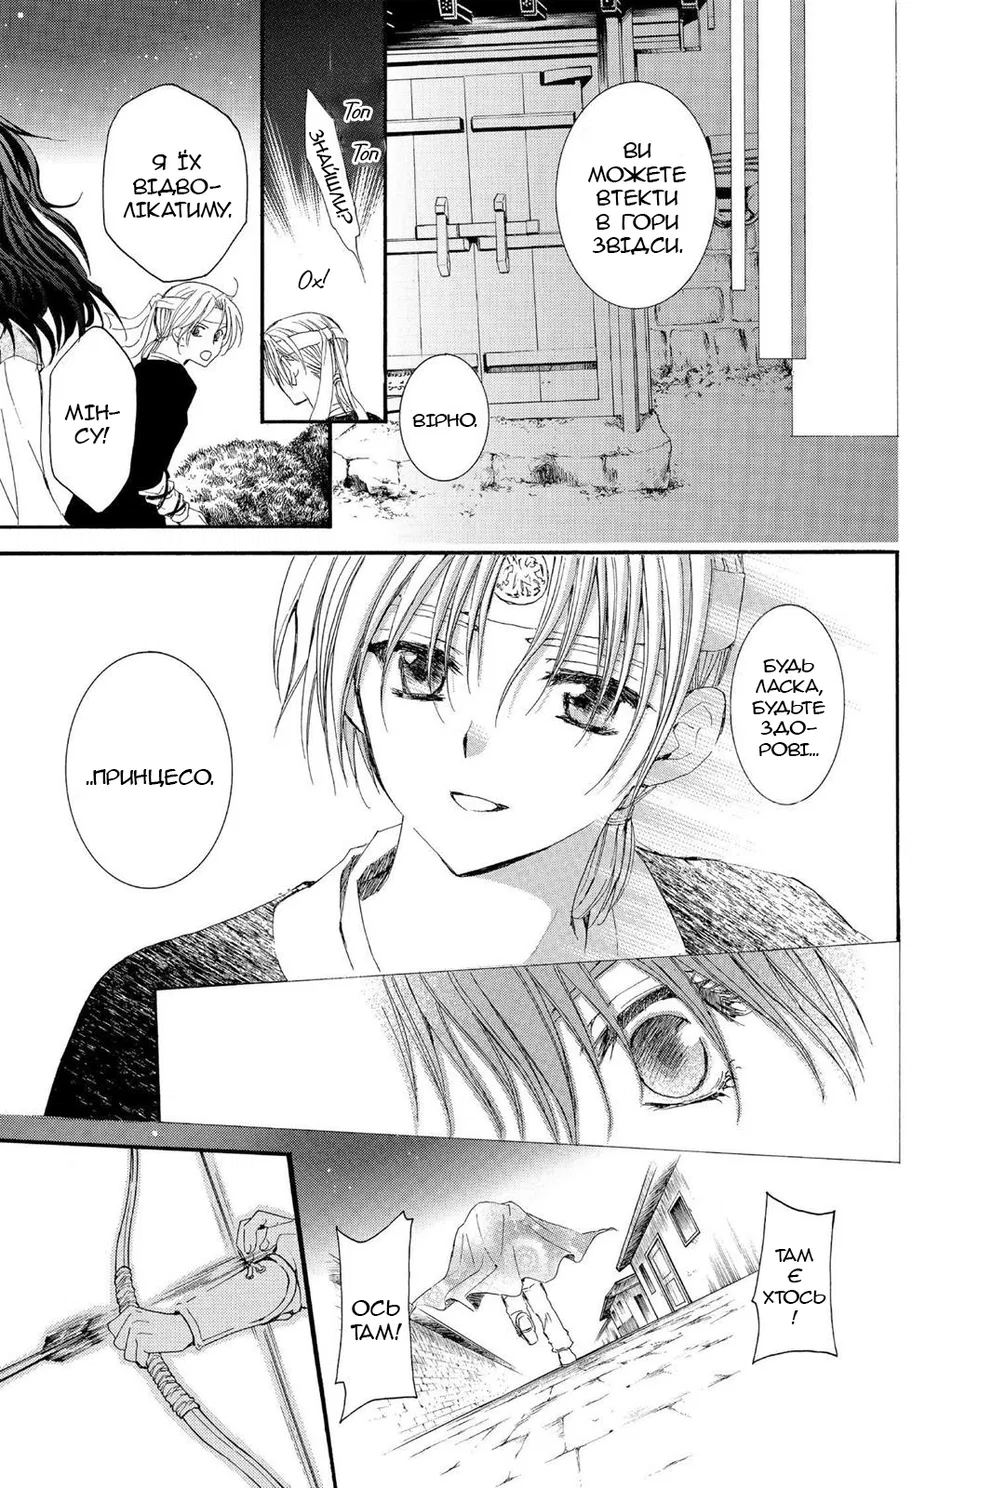 ВИ
МОЖЕТЕ
ВТЕКТИ
В ГОРИ
ЗВІДСИ.
ВІРНО.
Топ
Топ
ЗНАЙШЛИ?
Ох!
Я ЇХ
ВІДВО-
ЛІКАТИМУ.
МІН-
СУ!
БУДЬ
ЛАСКА,
БУДЬТЕ
ЗДО-
РОВІ...
..ПРИНЦЕСО.
ТАМ
Є
ХТОСЬ
!
ОСЬ
ТАМ!